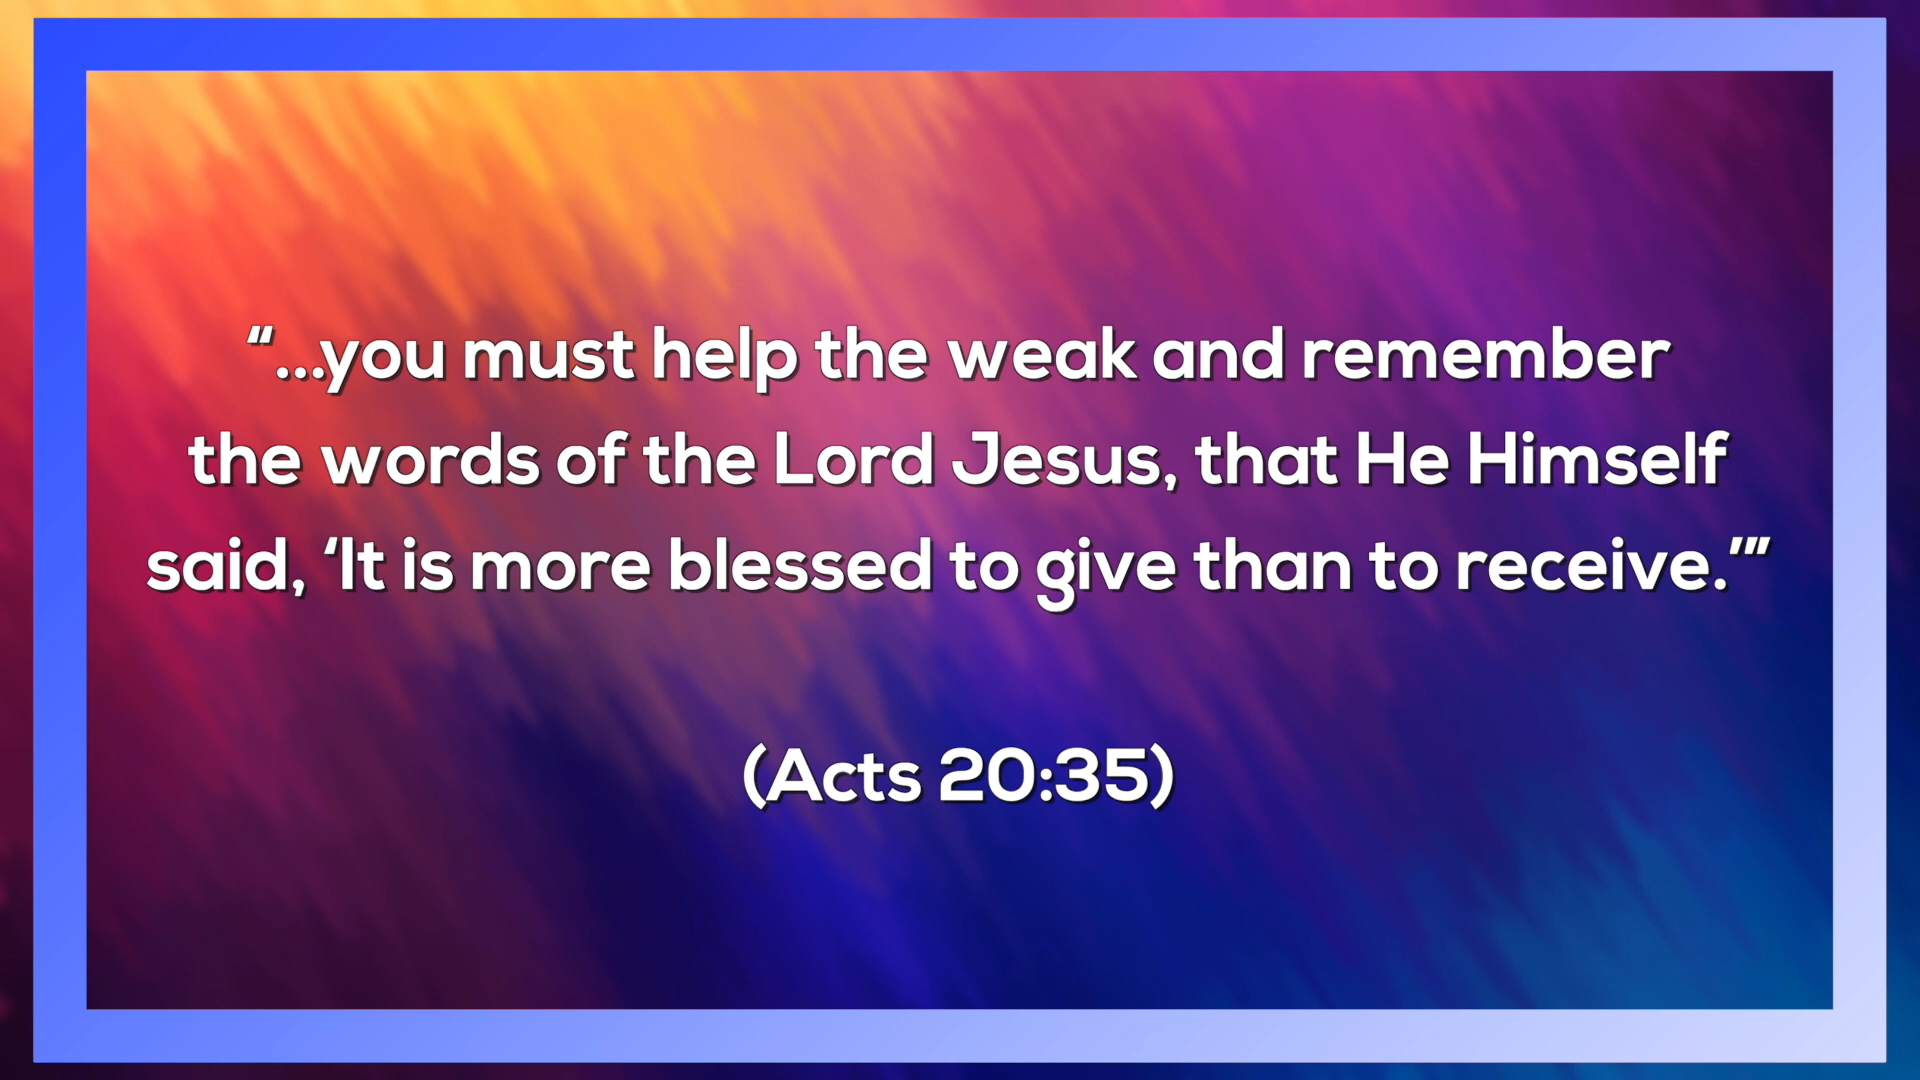 “...you must help the weak and remember
the words of the Lord Jesus, that He Himself
said, ‘It is more blessed to give than to receive.’”
(Acts 20:35)